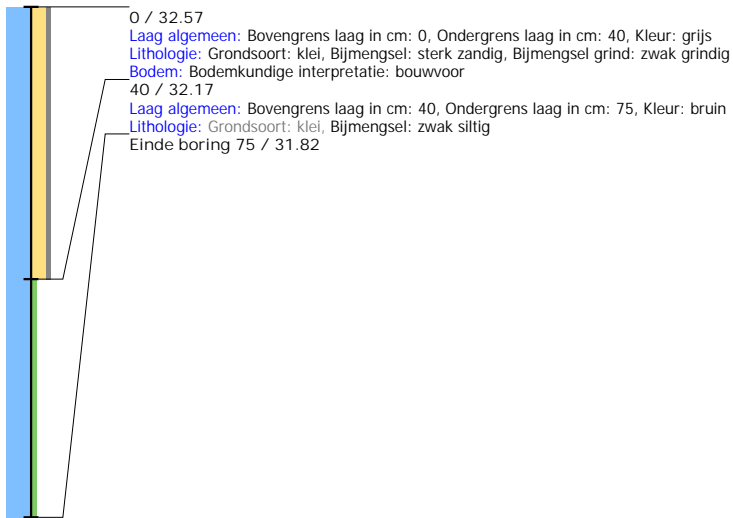 0 / 32.57
Laag algemeen: Bovengrens laag in cm: 0, Ondergrens laag in cm: 40, Kleur: grijs
Lithologie: Grondsoort: klei, Bijmengsel: sterk zandig, Bijmengsel grind: zwak grindig
Bodem: Bodemkundige interpretatie: bouwvoor
40 / 32.17
Laag algemeen: Bovengrens laag in cm: 40, Ondergrens laag in cm: 75, Kleur: bruin
Lithologie: Grondsoort: klei, Bijmengsel: zwak siltig
Einde boring 75 / 31.82